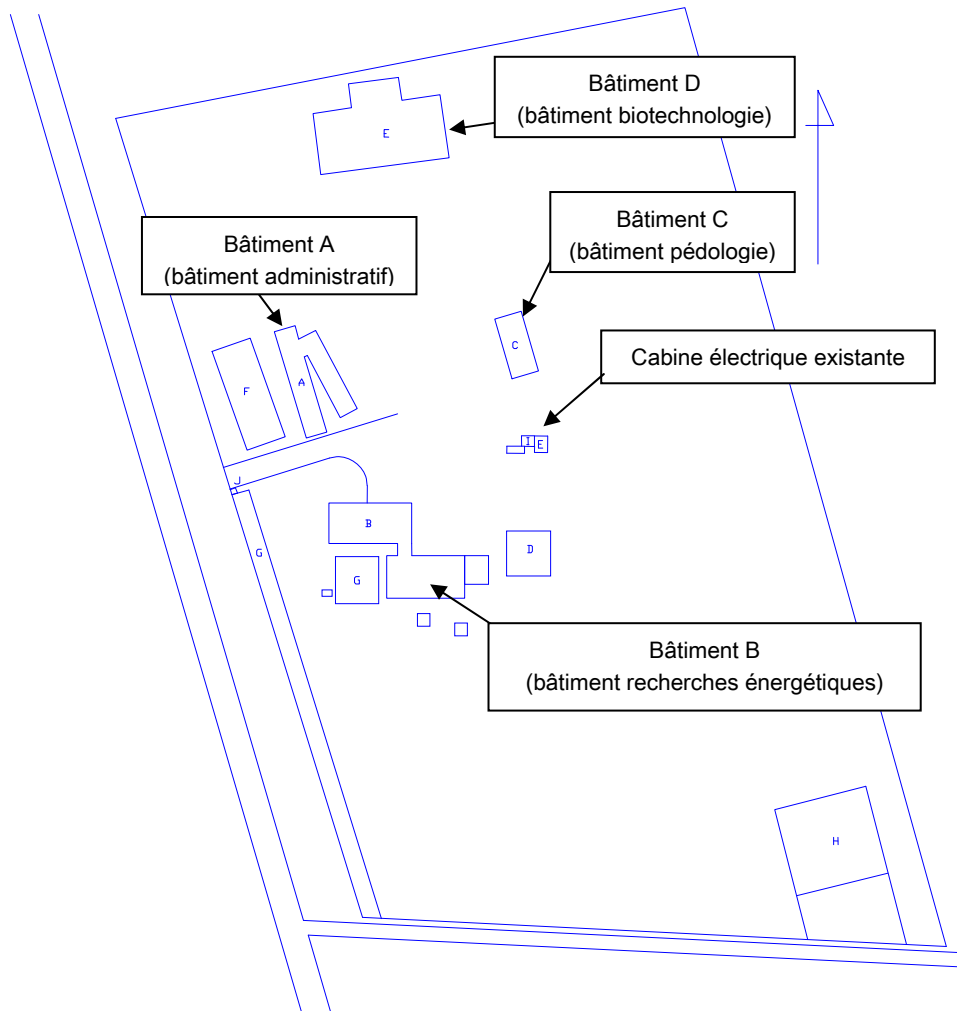 Bâtiment D
(bâtiment biotechnologie)
E
Bâtiment C
(bâtiment pédologie)
Bâtiment A
(bâtiment administratif)
C
Cabine électrique existante
F
A
I
E
J
B
G
D
G
Bâtiment B
(bâtiment recherches énergétiques)
H